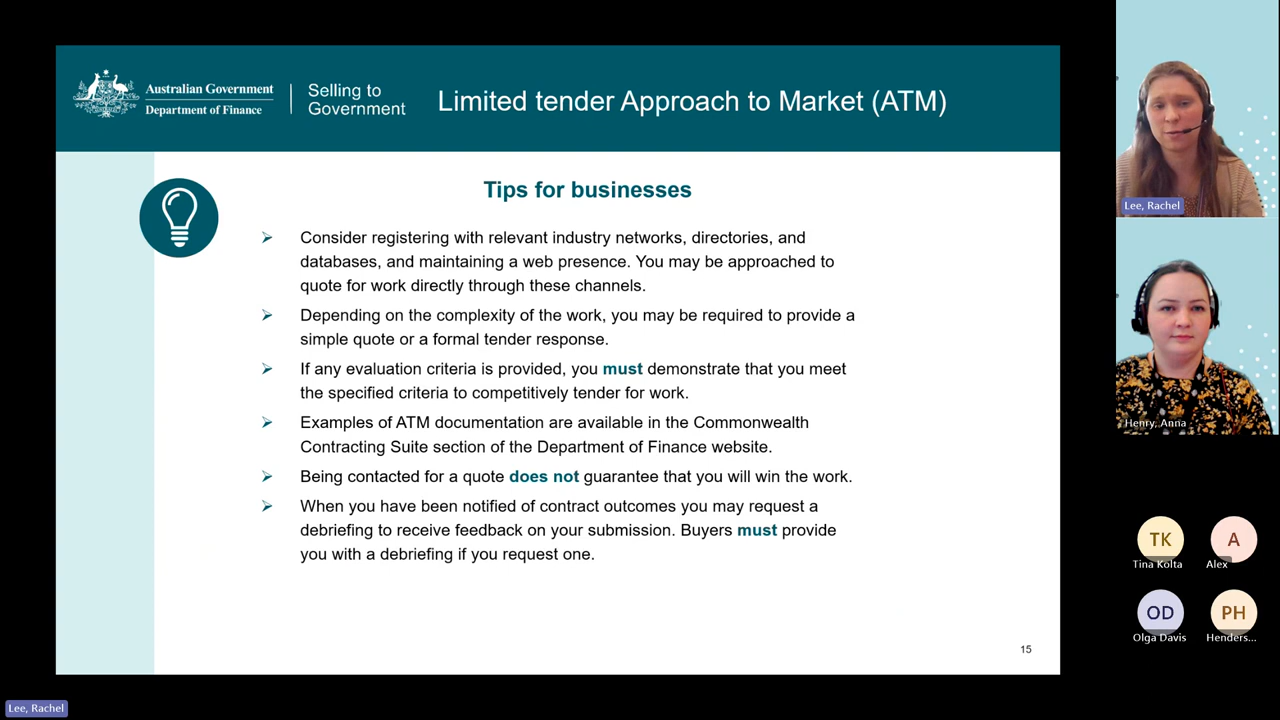 Australian Government
Department of Finance
Selling to
Government
Limited tender Approach to Market (ATM)
Tips for businesses
Consider registering with relevant industry networks, directories, and
databases, and maintaining a web presence. You may be approached to
quote for work directly through these channels.
Depending on the complexity of the work, you may be required to provide a
simple quote or a formal tender response.
If any evaluation criteria is provided, you must demonstrate that you meet
the specified criteria to competitively tender for work.
Examples of ATM documentation are available in the Commonwealth
Contracting Suite section of the Department of Finance website.
Being contacted for a quote does not guarantee that you will win the work.
When you have been notified of contract outcomes you may request a
debriefing to receive feedback on your submission. Buyers must provide
you with a debriefing if you request one.
15
Lee, Rachel
Henry, Anna
TK
Tina Kolta
A
Alex
OD
Olga Davis
PH
Henders...
Lee, Rachel